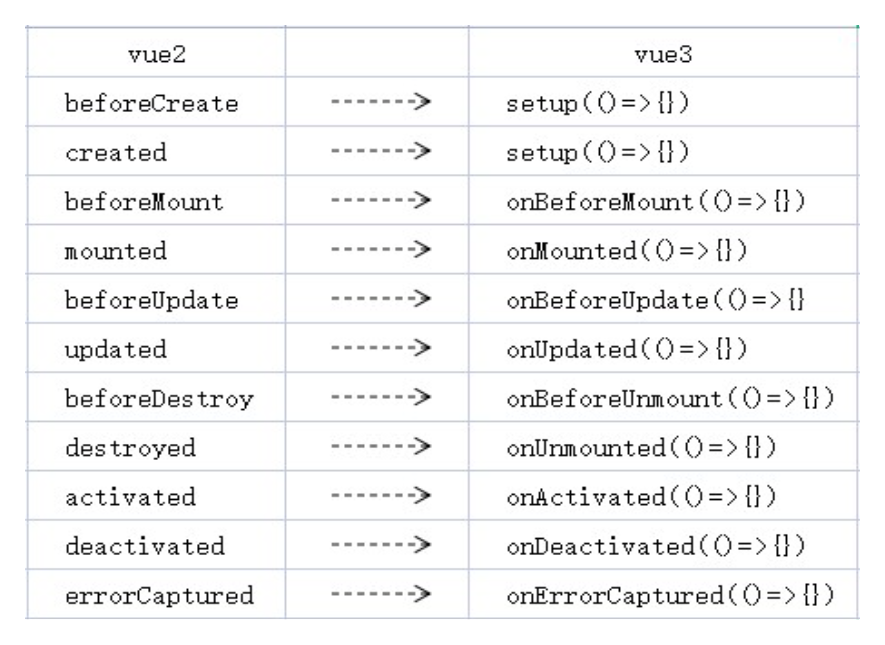 vue2 vue3
beforeCreate -------> setup(()=>{})
created -------> setup(()=>{})
beforeMount -------> onBeforeMount(()=>{})
mounted -------> onMounted(()=>{})
beforeUpdate -------> onBeforeUpdate(()=>{}
updated -------> onUpdated(()=>{})
beforeDestroy -------> onBeforeUnmount(()=>{})
destroyed -------> onUnmounted(()=>{})
activated -------> onActivated(()=>{})
deactivated -------> onDeactivated(()=>{})
errorCaptured -------> onErrorCaptured(()=>{})